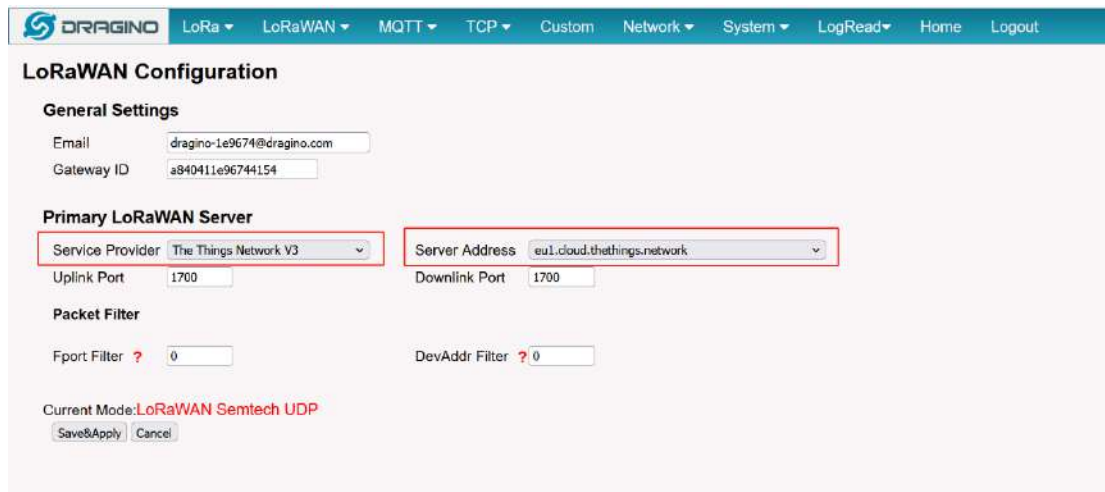 DRAGINO LoRa LoRaWAN MQTT TCP Custom Network System LogRead Home Logout
LoRaWAN Configuration
General Settings
Email dragino-1e9674@dragino.com
Gateway ID a840411e96744154
Primary LoRaWAN Server
Service Provider The Things Network V3 Server Address eu1.cloud.thethings.network
Uplink Port 1700 Downlink Port 1700
Packet Filter
Fport Filter ? 0 DevAddr Filter ? 0
Current Mode:LoRaWAN Semtech UDP
Save&Apply Cancel